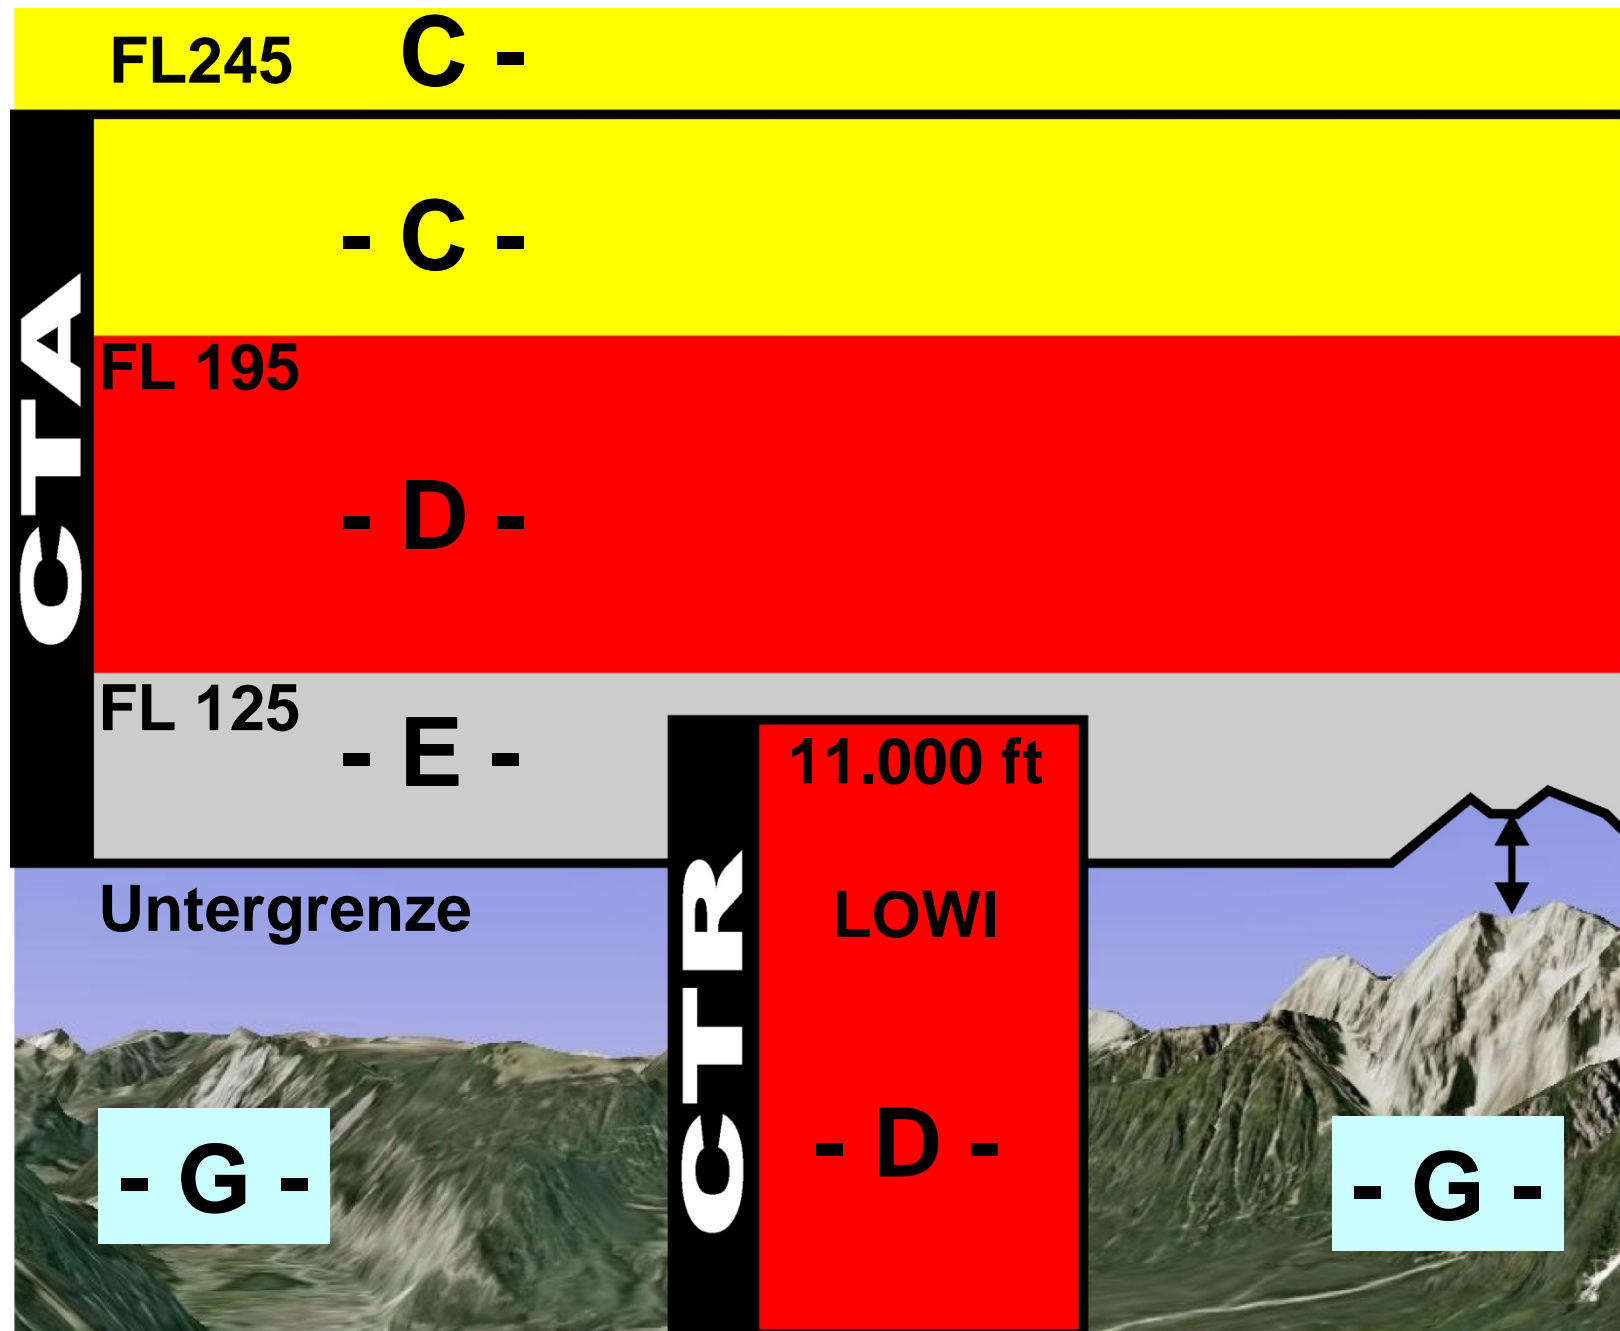 FL245 C -
- C -
CTA
FL 195
- D -
FL 125
- E -
11.000 ft
Untergrenze
CTR
LOWI
- D -
- G -
- G -